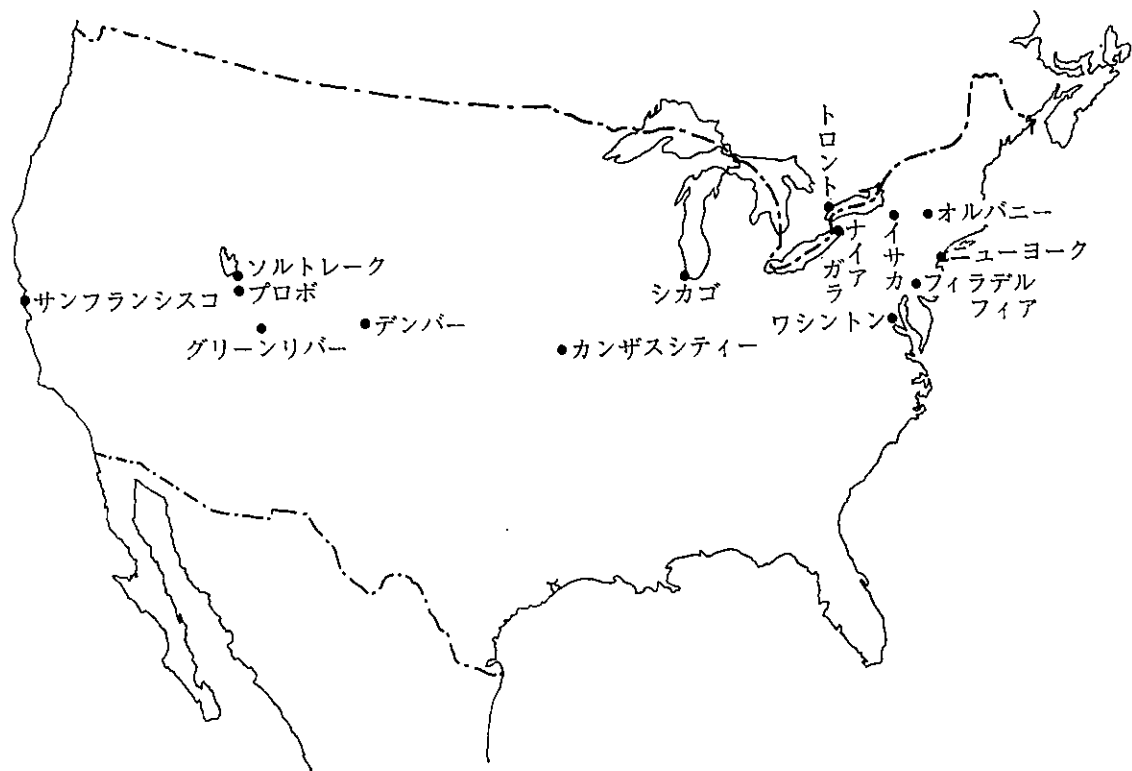 トロント
オルバニー
イサカ
ナイアガラ
ニューヨーク
フィラデル
フィア
ワシントン
シカゴ
ソルトレーク
プロボ
サンフランシスコ
グリーンリバー
デンバー
カンザスシティー